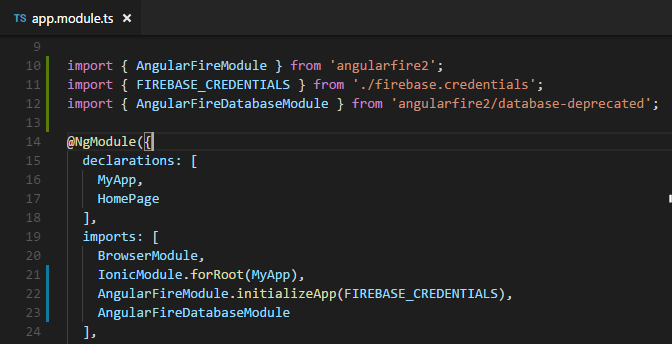 TS app.module.ts ×
9
10 import { AngularFireModule } from 'angularfire2';
11 import { FIREBASE_CREDENTIALS } from './firebase.credentials';
12 import { AngularFireDatabaseModule } from 'angularfire2/database-deprecated';
13
14 @NgModule({
15   declarations: [
16     MyApp,
17     HomePage
18   ],
19   imports: [
20     BrowserModule,
21     IonicModule.forRoot(MyApp),
22     AngularFireModule.initializeApp(FIREBASE_CREDENTIALS),
23     AngularFireDatabaseModule
24   ],